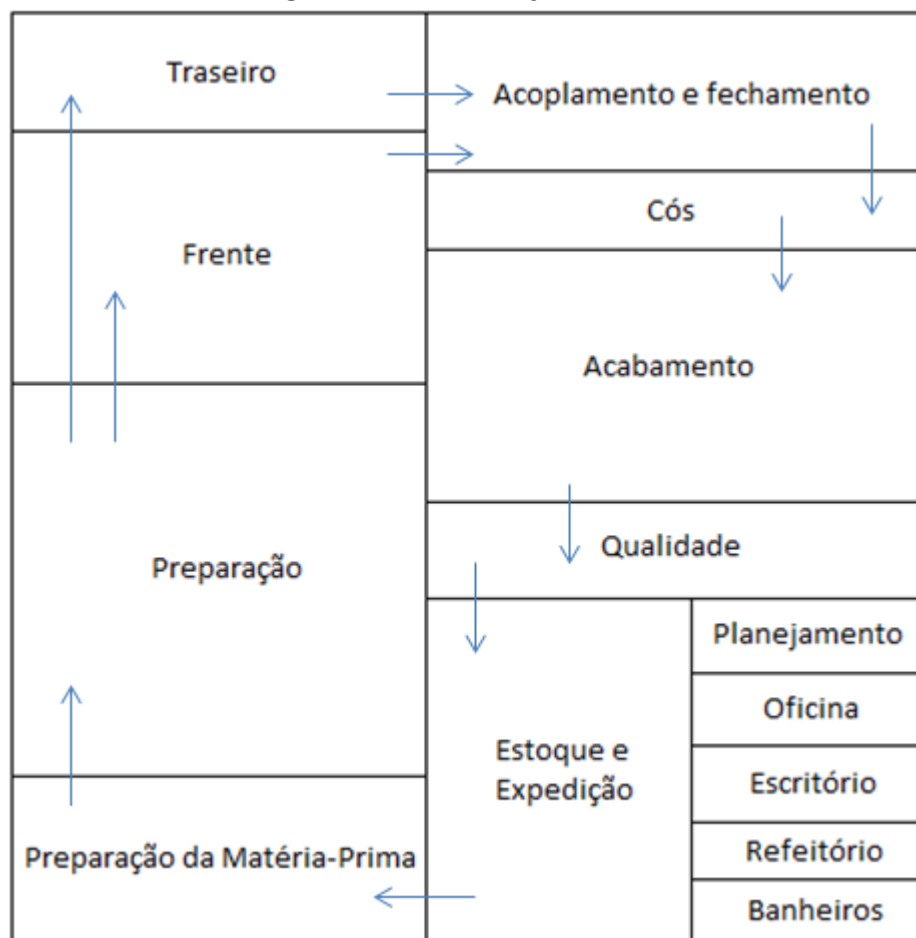 Traseiro
Acoplamento e fechamento
Cós
Frente
Acabamento
Qualidade
Preparação
Planejamento
Oficina
Estoque e
Expedição
Escritório
Preparação da Matéria-Prima
Refeitório
Banheiros